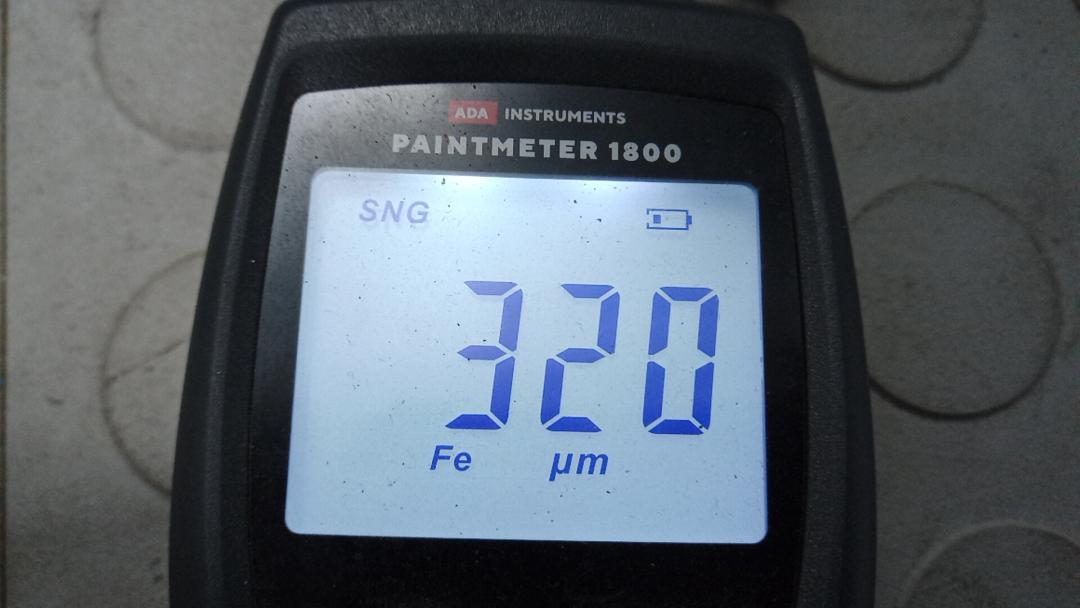 ADA INSTRUMENTS
PAINTMETER 1800
SNG
320
Fe µm